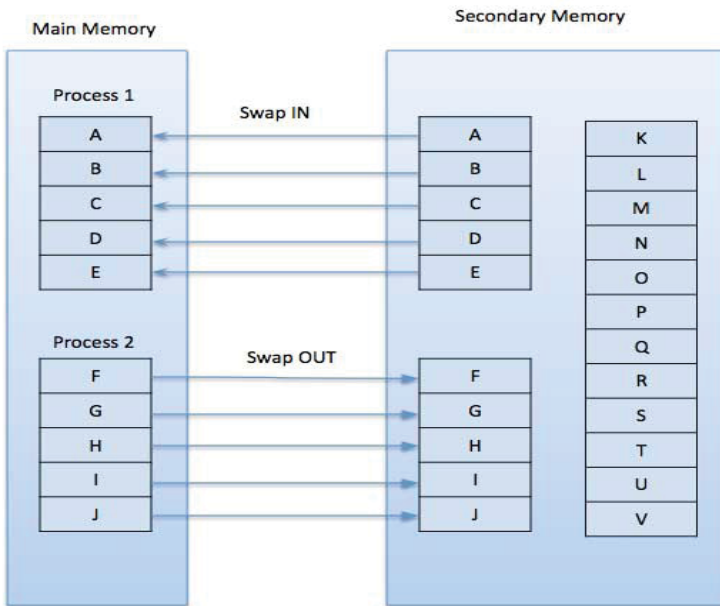 Main Memory
Secondary Memory
Process 1
Swap IN
A
B
C
D
E
A
B
C
D
E
Process 2
Swap OUT
F
G
H
I
J
F
G
H
I
J
K
L
M
N
O
P
Q
R
S
T
U
V